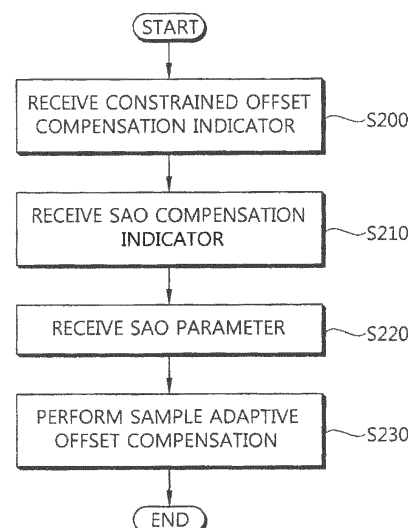 START
RECEIVE CONSTRAINED OFFSET
COMPENSATION INDICATOR
S200
RECEIVE SAO COMPENSATION
INDICATOR
S210
RECEIVE SAO PARAMETER
S220
PERFORM SAMPLE ADAPTIVE
OFFSET COMPENSATION
S230
END